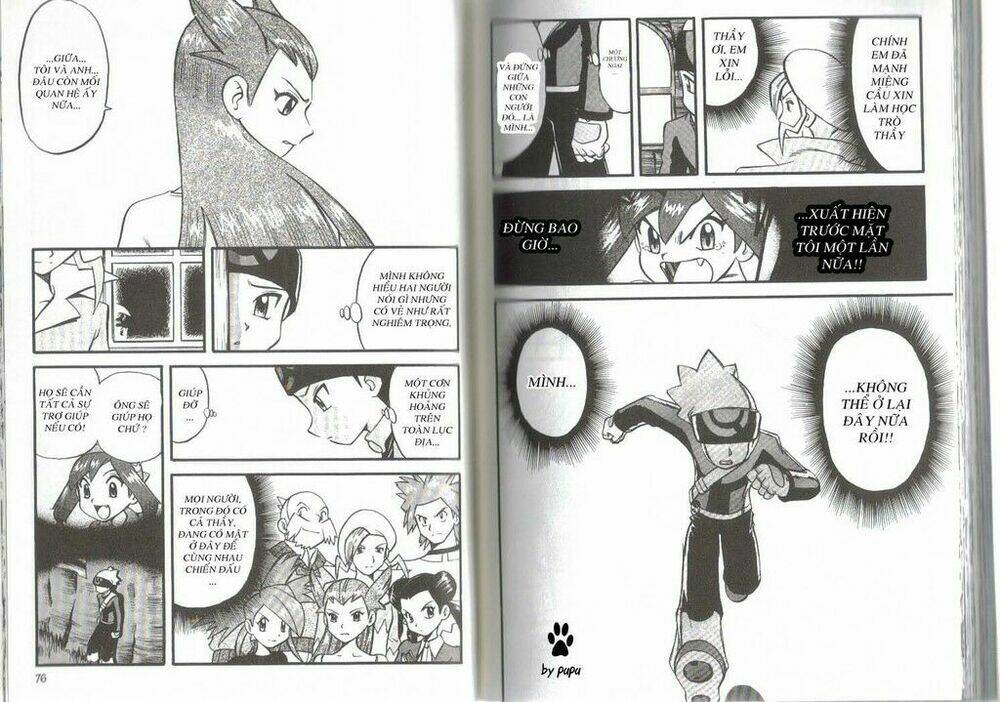 ...GIỮA...
TÔI VÀ ANH...
ĐÂU CÒN MỐI
QUAN HỆ ẤY
NỮA...
MÌNH KHÔNG
HIỂU HAI NGƯỜI
NÓI GÌ NHƯNG
CÓ VẺ NHƯ RẤT
NGHIÊM TRỌNG,
HỌ SẼ CẦN
TẤT CẢ SỰ
TRỢ GIÚP
NẾU CÓ!
ÔNG SẼ
GIÚP HỌ
CHỨ ?
GIÚP
ĐỠ
...
MỘT CƠN
KHỦNG
HOẢNG
TRÊN
TOÀN LỤC
ĐỊA...
MỌI NGƯỜI,
TRONG ĐÓ CÓ
CẢ THẦY,
ĐANG CÓ MẶT
Ở ĐÂY ĐỂ
CÙNG NHAU
CHIẾN ĐẤU
...
76
VÀ ĐỨNG
GIỮA
NHỮNG
CON
NGƯỜI
ĐÓ... LÀ
MÌNH...
MỘT
CHƯỚNG
NGẠI
...
THẦY
ƠI, EM
XIN
LỖI...
CHÍNH
EM ĐÃ
MẠNH
MIỆNG
CẦU XIN
LÀM HỌC
TRÒ
THẦY
ĐỪNG BAO
GIỜ...
...XUẤT HIỆN
TRƯỚC MẶT
TÔI MỘT LẦN
NỮA!!
MÌNH...
...KHÔNG
THỂ Ở LẠI
ĐÂY NỮA
RỒI!!
by papa